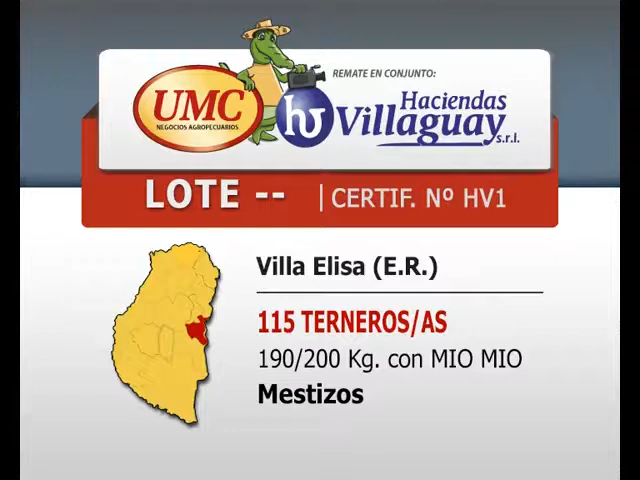 REMATE EN CONJUNTO:
UMC
NEGOCIOS AGROPECUARIOS
hv Haciendas
Villaguay s.r.l.
LOTE -- | CERTIF. Nº HV1
Villa Elisa (E.R.)
115 TERNEROS/AS
190/200 Kg. con MIO MIO
Mestizos